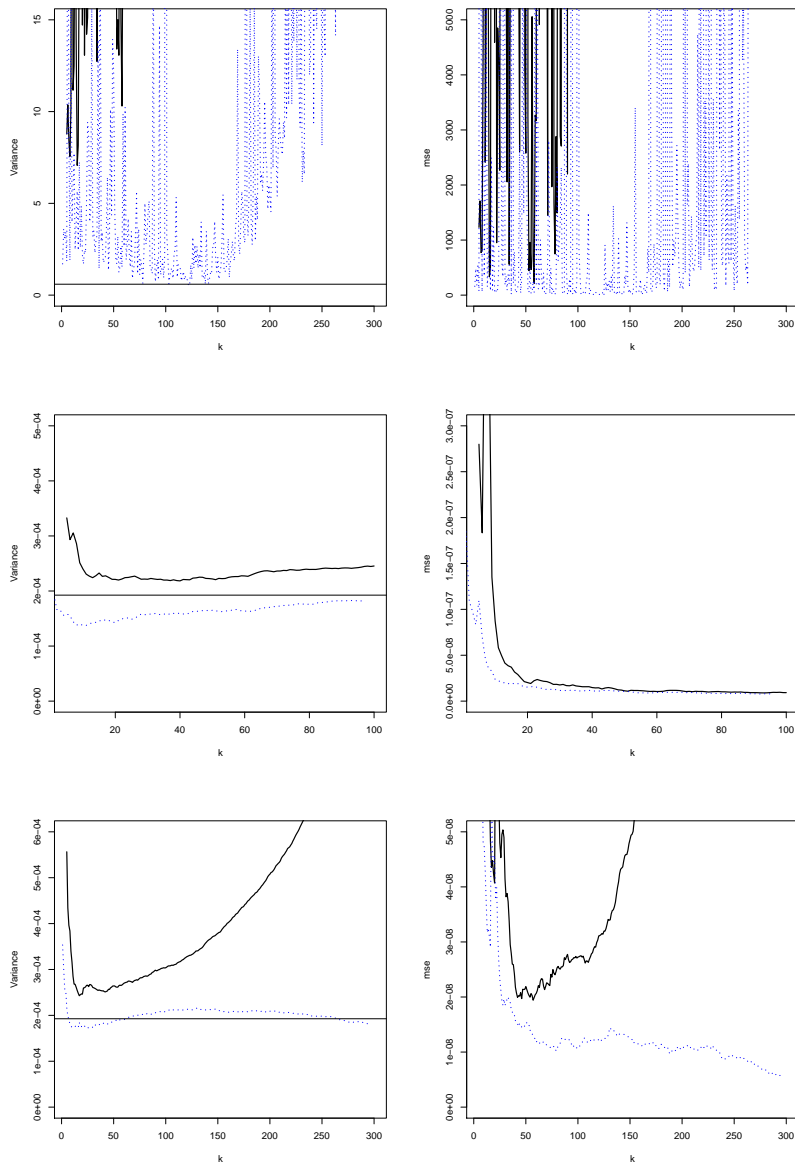 Variance
15
10
5
0
0 50 100 150 200 250 300
k
mse
5000
4000
3000
2000
1000
0
0 50 100 150 200 250 300
k
Variance
5e-04
4e-04
3e-04
2e-04
1e-04
0e+00
20 40 60 80 100
k
mse
3.0e-07
2.5e-07
2.0e-07
1.5e-07
1.0e-07
5.0e-08
0.0e+00
0 20 40 60 80 100
k
Variance
6e-04
5e-04
4e-04
3e-04
2e-04
1e-04
0e+00
0 50 100 150 200 250 300
k
mse
5e-08
4e-08
3e-08
2e-08
1e-08
0e+00
0 50 100 150 200 250 300
k